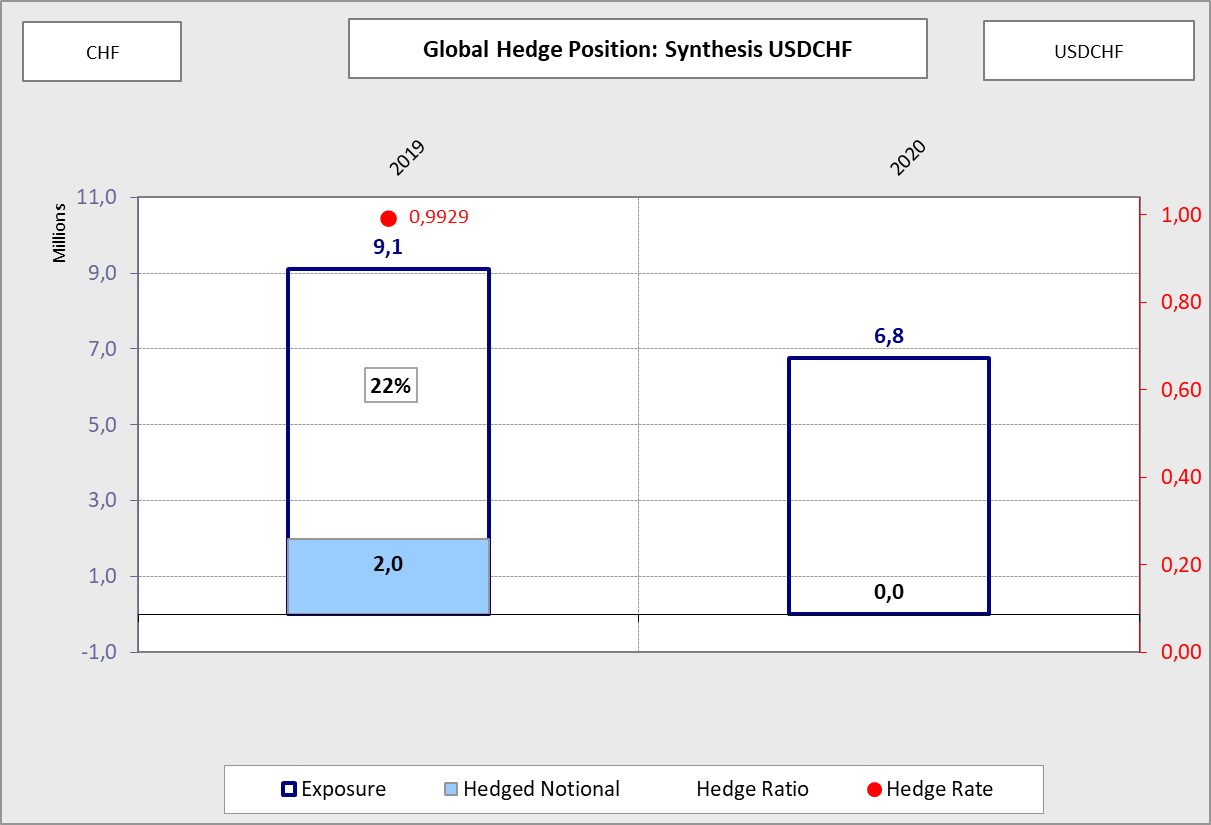 CHF
Global Hedge Position: Synthesis USDCHF
USDCHF
2019
2020
Millions
11,0
9,0
7,0
5,0
3,0
1,0
-1,0
0,9929
9,1
22%
2,0
6,8
0,0
1,00
0,80
0,60
0,40
0,20
0,00
Exposure
Hedged Notional
Hedge Ratio
Hedge Rate